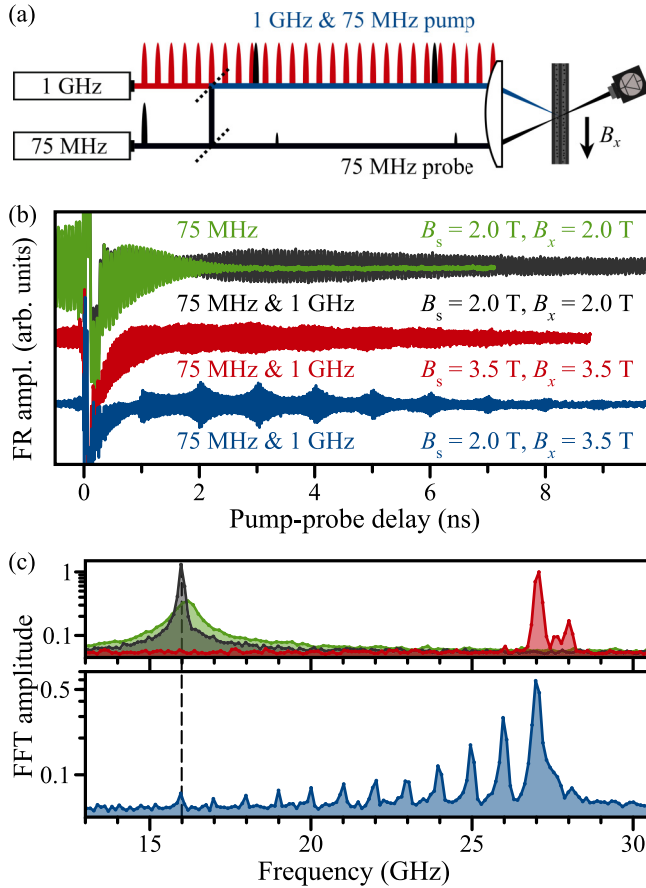 (a)
1 GHz & 75 MHz pump
1 GHz
75 MHz
75 MHz probe
Bx
(b)
FR ampl. (arb. units)
75 MHz Bs = 2.0 T, Bx = 2.0 T
75 MHz & 1 GHz Bs = 2.0 T, Bx = 2.0 T
75 MHz & 1 GHz Bs = 3.5 T, Bx = 3.5 T
75 MHz & 1 GHz Bs = 2.0 T, Bx = 3.5 T
0 2 4 6 8
Pump-probe delay (ns)
(c)
FFT amplitude
1
0.1
0.5
0.1
15 20 25 30
Frequency (GHz)